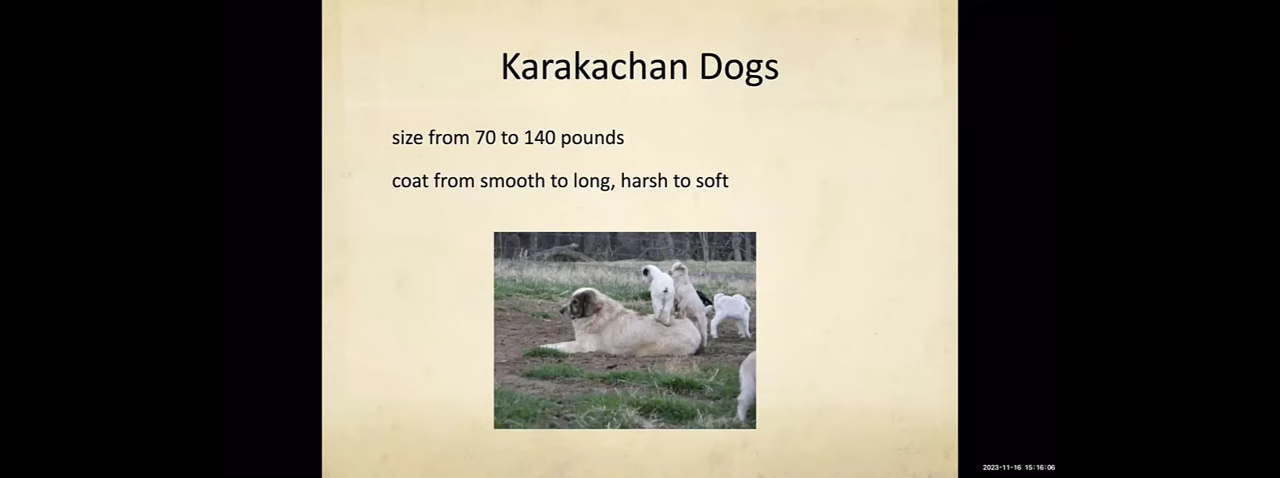 Karakachan Dogs
size from 70 to 140 pounds
coat from smooth to long, harsh to soft
2023-11-16 15:16:06